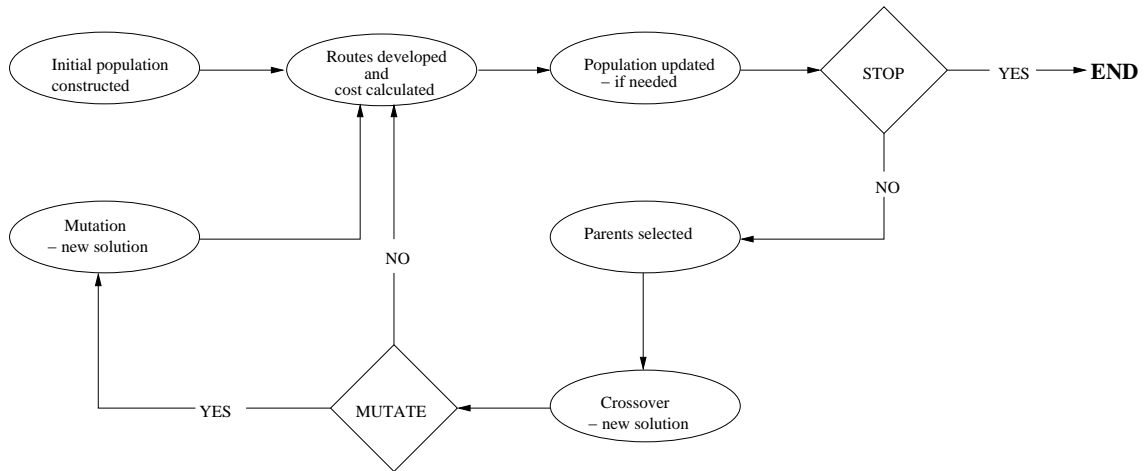 Initial population
constructed
Routes developed
and
cost calculated
Population updated
– if needed
STOP
YES
END
NO
Mutation
– new solution
NO
Parents selected
YES
MUTATE
Crossover
– new solution